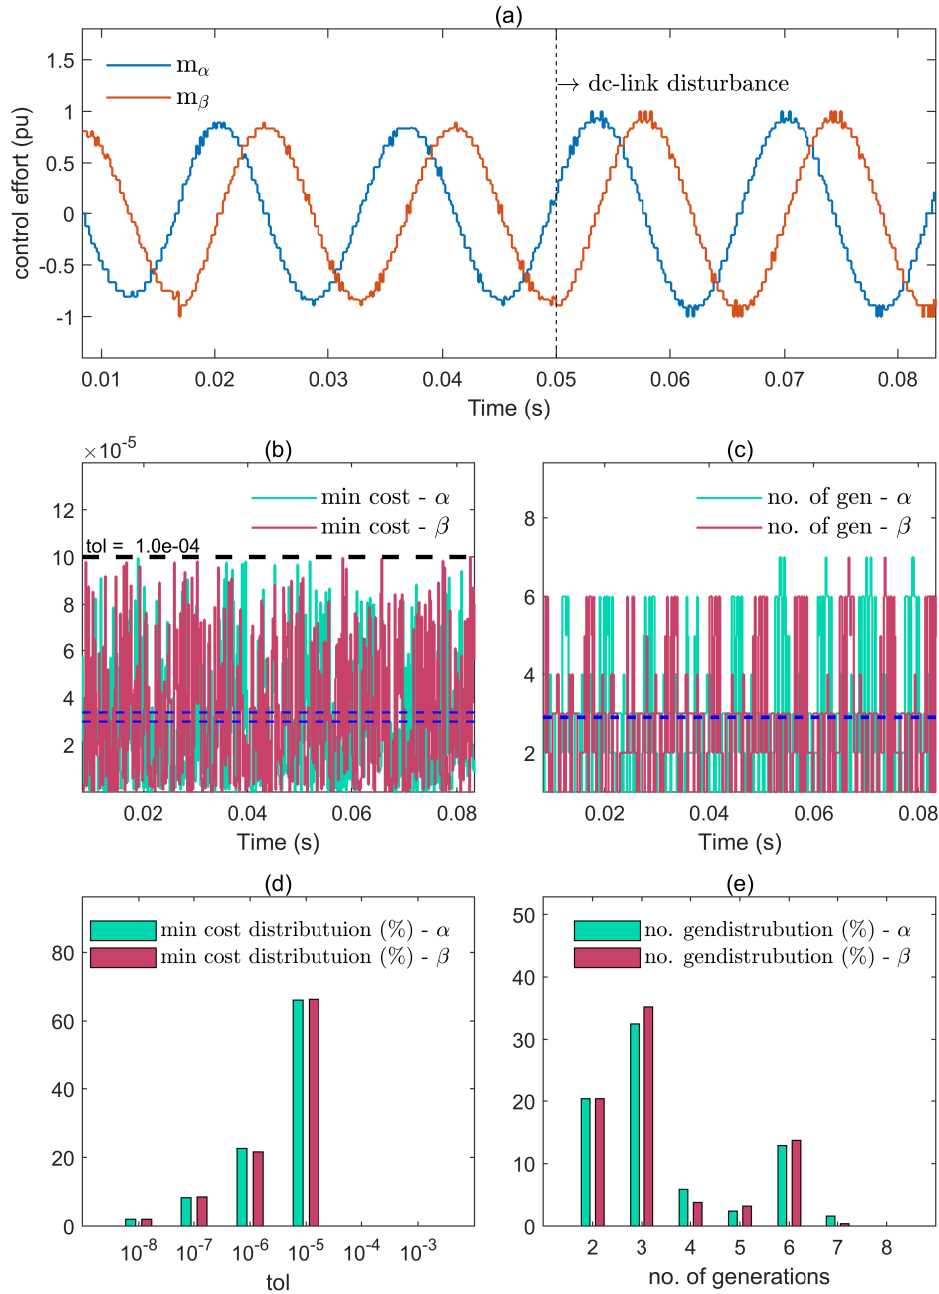 (a)
1.5
1
0.5
0
-0.5
-1
control effort (pu)
m_α
m_β
→ dc-link disturbance
0.01 0.02 0.03 0.04 0.05 0.06 0.07 0.08
Time (s)
(b)
×10^-5
12
10
8
6
4
2
min cost - α
min cost - β
tol = 1.0e-04
0.02 0.04 0.06 0.08
Time (s)
(c)
8
6
4
2
no. of gen - α
no. of gen - β
0.02 0.04 0.06 0.08
Time (s)
(d)
80
60
40
20
0
min cost distributuion (%) - α
min cost distributuion (%) - β
10^-8 10^-7 10^-6 10^-5 10^-4 10^-3
tol
(e)
50
40
30
20
10
0
no. gendistrubution (%) - α
no. gendistrubution (%) - β
2 3 4 5 6 7 8
no. of generations